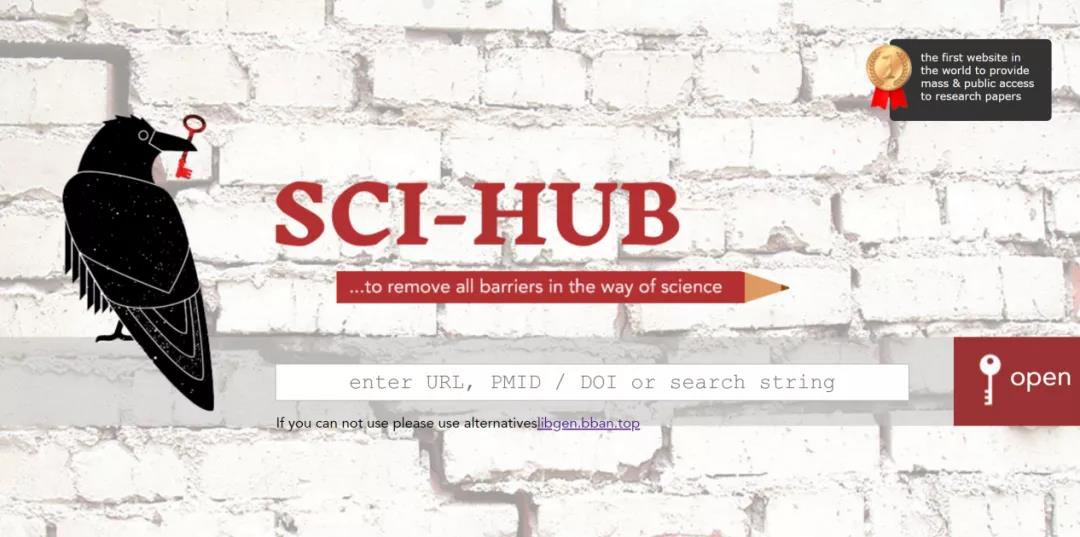 the first website in
the world to provide
mass & public access
to research papers
SCI-HUB
...to remove all barriers in the way of science
enter URL, PMID / DOI or search string
open
If you can not use please use alternativeslibgen.bban.top